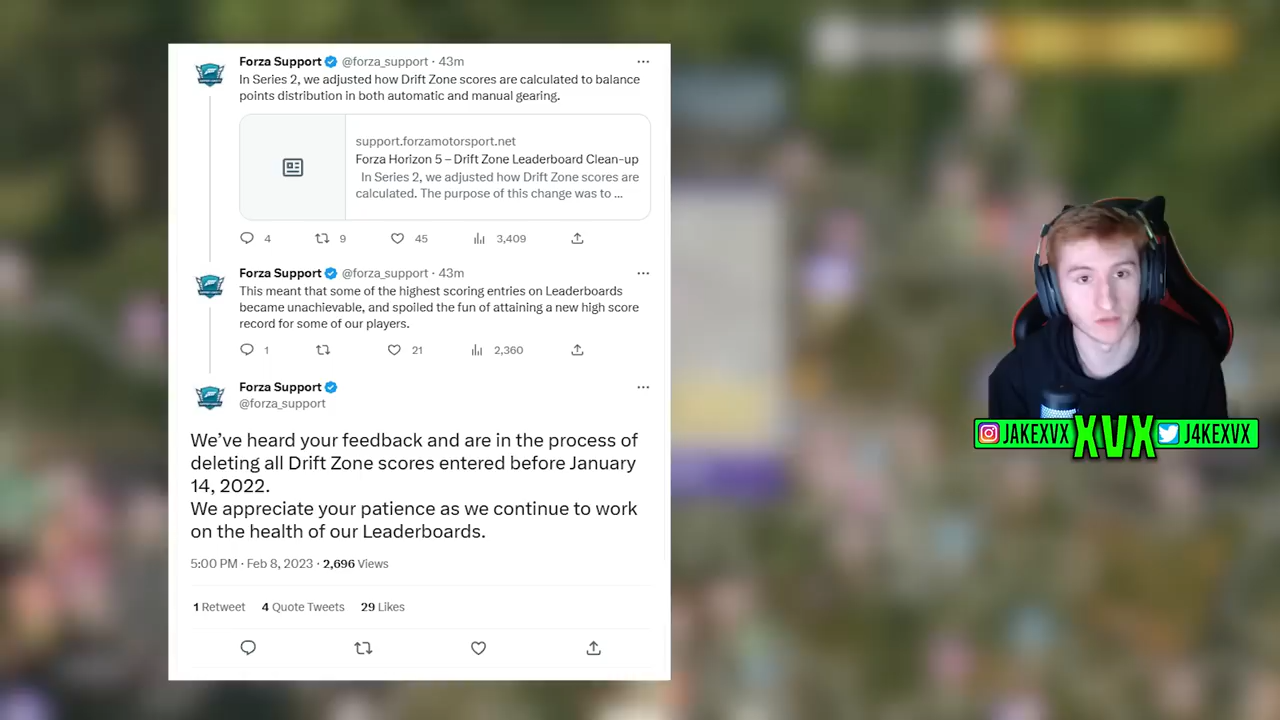 Forza Support @forza_support · 43m
In Series 2, we adjusted how Drift Zone scores are calculated to balance
points distribution in both automatic and manual gearing.
support.forzamotorsport.net
Forza Horizon 5 – Drift Zone Leaderboard Clean-up
In Series 2, we adjusted how Drift Zone scores are
calculated. The purpose of this change was to ...
4 9 45 3,409
Forza Support @forza_support · 43m
This meant that some of the highest scoring entries on Leaderboards
became unachievable, and spoiled the fun of attaining a new high score
record for some of our players.
1 21 2,360
Forza Support
@forza_support
We’ve heard your feedback and are in the process of
deleting all Drift Zone scores entered before January
14, 2022.
We appreciate your patience as we continue to work
on the health of our Leaderboards.
5:00 PM · Feb 8, 2023 · 2,696 Views
1 Retweet 4 Quote Tweets 29 Likes
JAKEXVX XVX J4KEXVX